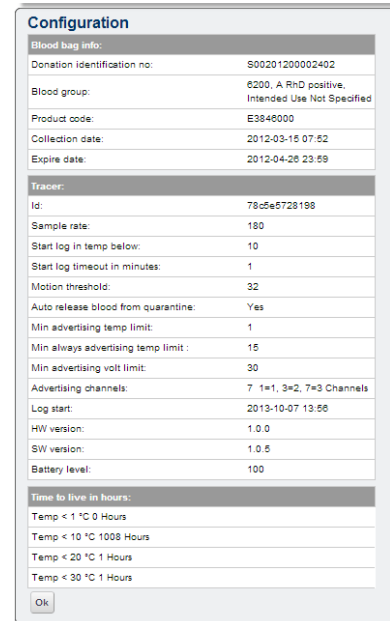 Configuration
Blood bag info:
Donation identification no: S00201200002402
Blood group: 6200, A RhD positive,
Intended Use Not Specified
Product code: E3846000
Collection date: 2012-03-15 07:52
Expire date: 2012-04-26 23:59
Tracer:
Id: 78c5e5728198
Sample rate: 180
Start log in temp below: 10
Start log timeout in minutes: 1
Motion threshold: 32
Auto release blood from quarantine: Yes
Min advertising temp limit: 1
Min always advertising temp limit : 15
Min advertising volt limit: 30
Advertising channels: 7 1=1, 3=2, 7=3 Channels
Log start: 2013-10-07 13:56
HW version: 1.0.0
SW version: 1.0.5
Battery level: 100
Time to live in hours:
Temp < 1 °C 0 Hours
Temp < 10 °C 1008 Hours
Temp < 20 °C 1 Hours
Temp < 30 °C 1 Hours
Ok